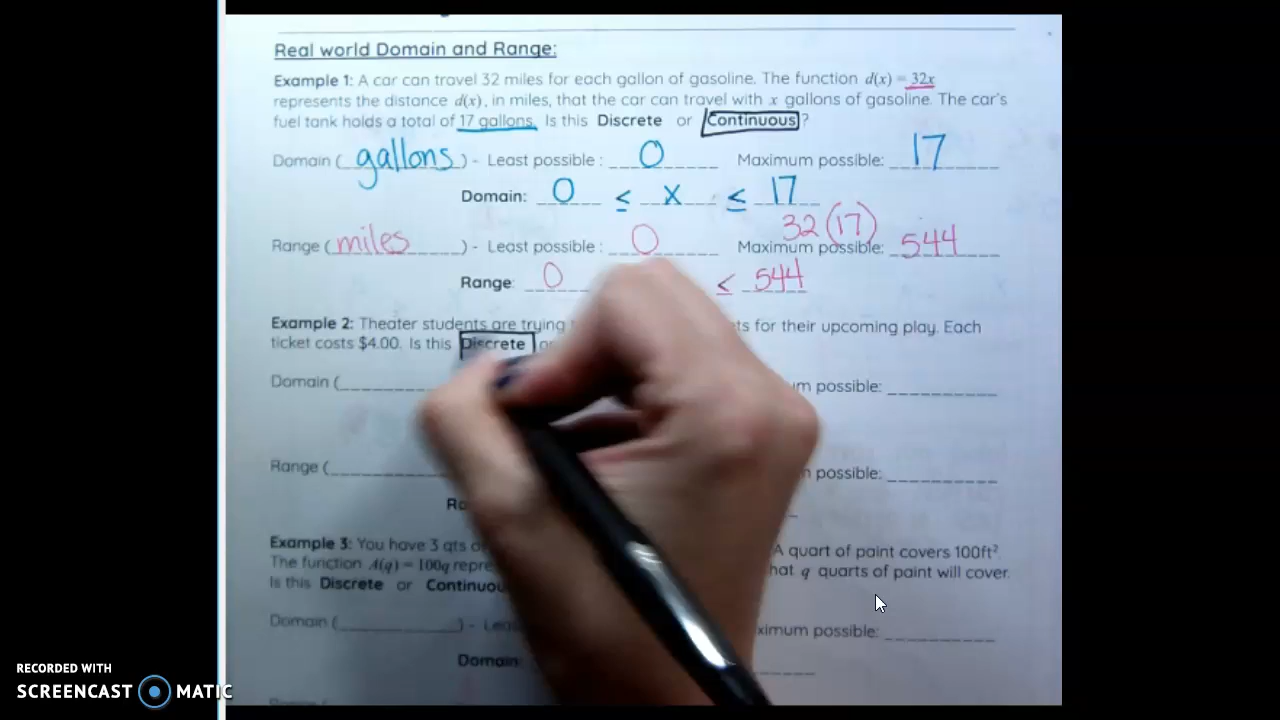 Real world Domain and Range:
Example 1: A car can travel 32 miles for each gallon of gasoline. The function d(x) = 32x
represents the distance d(x), in miles, that the car can travel with x gallons of gasoline. The car's
fuel tank holds a total of 17 gallons. Is this Discrete or Continuous?
Domain (gallons) - Least possible : 0 Maximum possible: 17
Domain: 0 ≤ x ≤ 17
32 (17)
Range (miles) - Least possible : 0 Maximum possible: 544
Range: 0 ≤ 544
Example 2: Theater students are trying for their upcoming play. Each
ticket costs $4.00. Is this Discrete
Domain ( possible:
Range ( possible:
Example 3: You have 3 qts A quart of paint covers 100ft².
The function A(q) = 100q q quarts of paint will cover.
Is this Discrete or
Domain ( ) - possible:
Domain:
RECORDED WITH
SCREENCAST MATIC